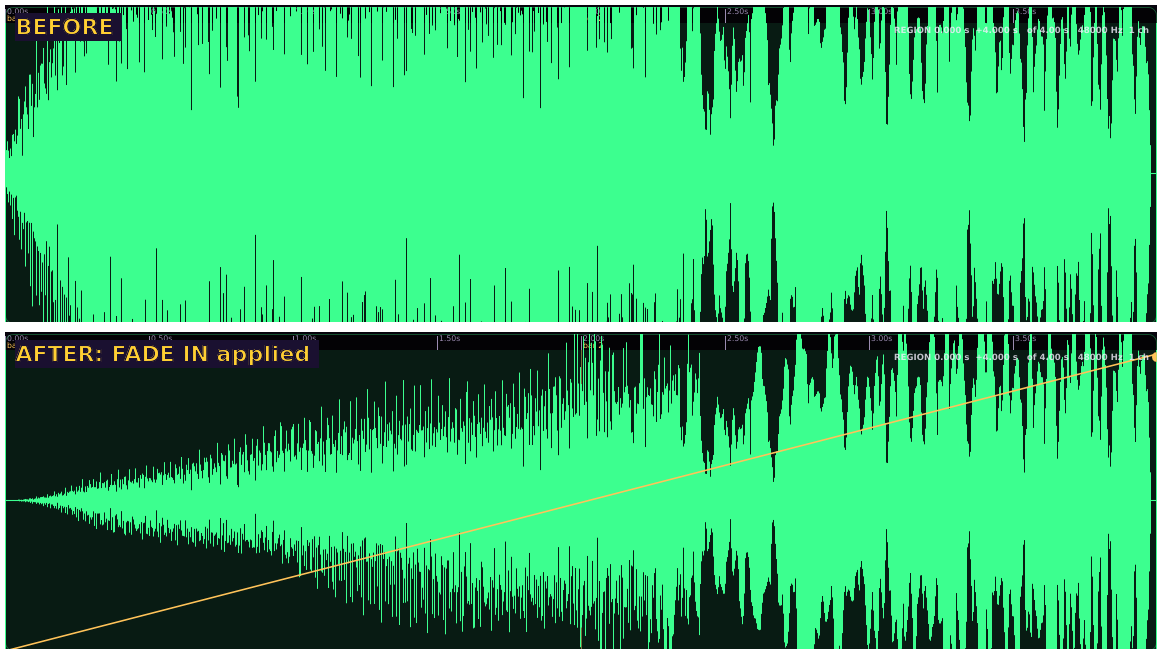 0.00s
2.50s
BEFORE
REGION 0.000 s +4.000 s of 4.00 s 48000 Hz 1 ch
0.00s 0.50s 1.00s 1.50s 2.00s 2.50s 3.00s 3.50s
AFTER: FADE IN applied
REGION 0.000 s +4.000 s of 4.00 s 48000 Hz 1 ch